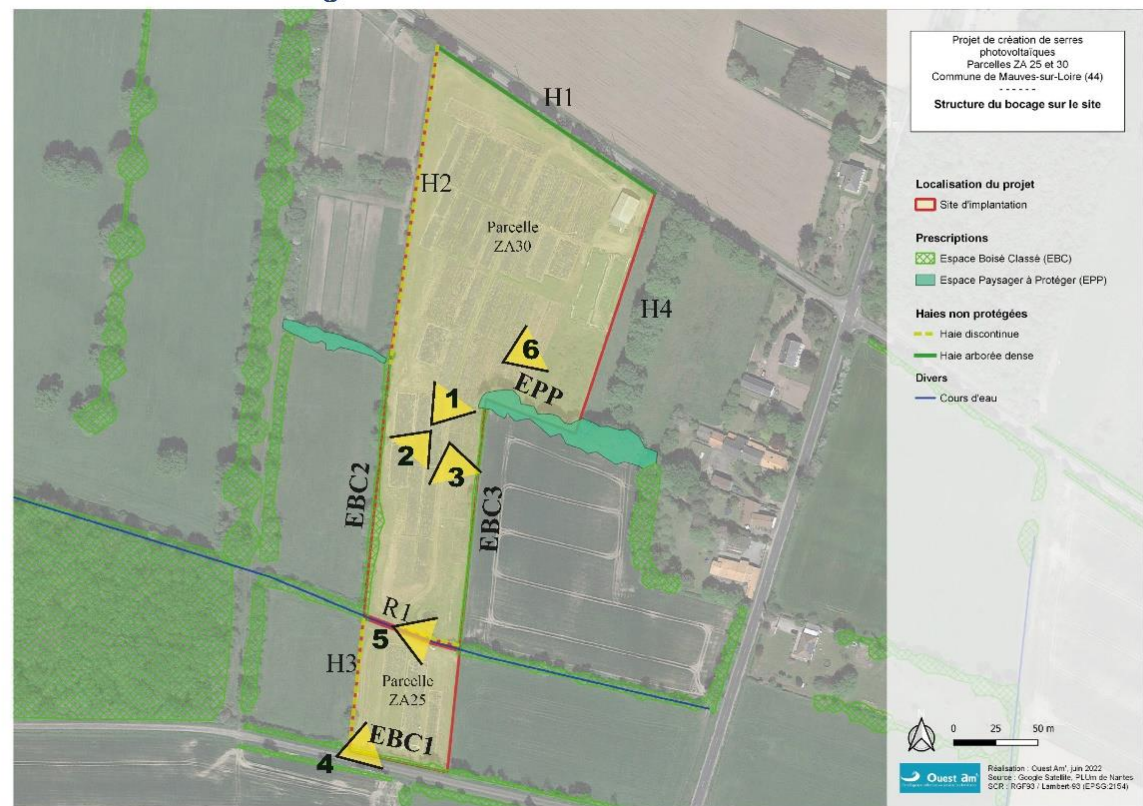 Projet de création de serres
photovoltaïques
Parcelles ZA 25 et 30
Commune de Mauves-sur-Loire (44)
- - - - - -
Structure du bocage sur le site
Localisation du projet
Site d'implantation
Prescriptions
Espace Boisé Classé (EBC)
Espace Paysager à Protéger (EPP)
Haies non protégées
Haie discontinue
Haie arborée dense
Divers
Cours d'eau
H1
H2
Parcelle
ZA30
H4
6
EPP
1
2
3
EBC2
EBC3
R1
5
H3
Parcelle
ZA25
EBC1
4
0 25 50 m
Ouest am'
Réalisation : Ouest Am', juin 2022
Source : Google Satellite, PLUm de Nantes
SCR : RGF93 / Lambert-93 (EPSG:2154)